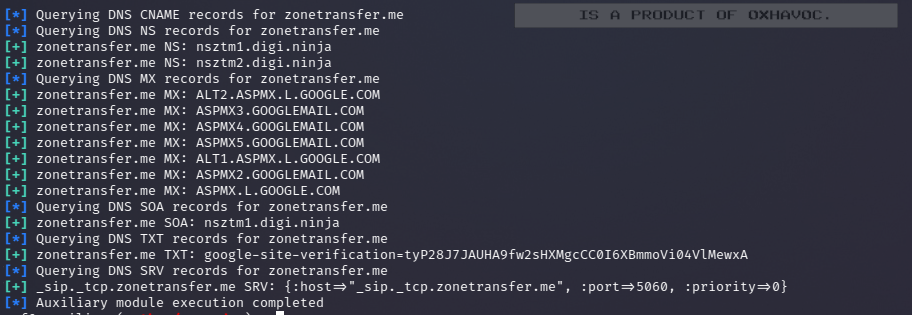 [*] Querying DNS CNAME records for zonetransfer.me
IS A PRODUCT OF OXHAVOC.
[*] Querying DNS NS records for zonetransfer.me
[+] zonetransfer.me NS: nsztm1.digi.ninja
[+] zonetransfer.me NS: nsztm2.digi.ninja
[*] Querying DNS MX records for zonetransfer.me
[+] zonetransfer.me MX: ALT2.ASPMX.L.GOOGLE.COM
[+] zonetransfer.me MX: ASPMX3.GOOGLEMAIL.COM
[+] zonetransfer.me MX: ASPMX4.GOOGLEMAIL.COM
[+] zonetransfer.me MX: ASPMX5.GOOGLEMAIL.COM
[+] zonetransfer.me MX: ALT1.ASPMX.L.GOOGLE.COM
[+] zonetransfer.me MX: ASPMX2.GOOGLEMAIL.COM
[+] zonetransfer.me MX: ASPMX.L.GOOGLE.COM
[*] Querying DNS SOA records for zonetransfer.me
[+] zonetransfer.me SOA: nsztm1.digi.ninja
[*] Querying DNS TXT records for zonetransfer.me
[+] zonetransfer.me TXT: google-site-verification=tyP28J7JAUHA9fw2sHXMgcCC0I6XBmmoVi04VlMewxA
[*] Querying DNS SRV records for zonetransfer.me
[+] _sip._tcp.zonetransfer.me SRV: {:host=>"_sip._tcp.zonetransfer.me", :port=>5060, :priority=>0}
[*] Auxiliary module execution completed